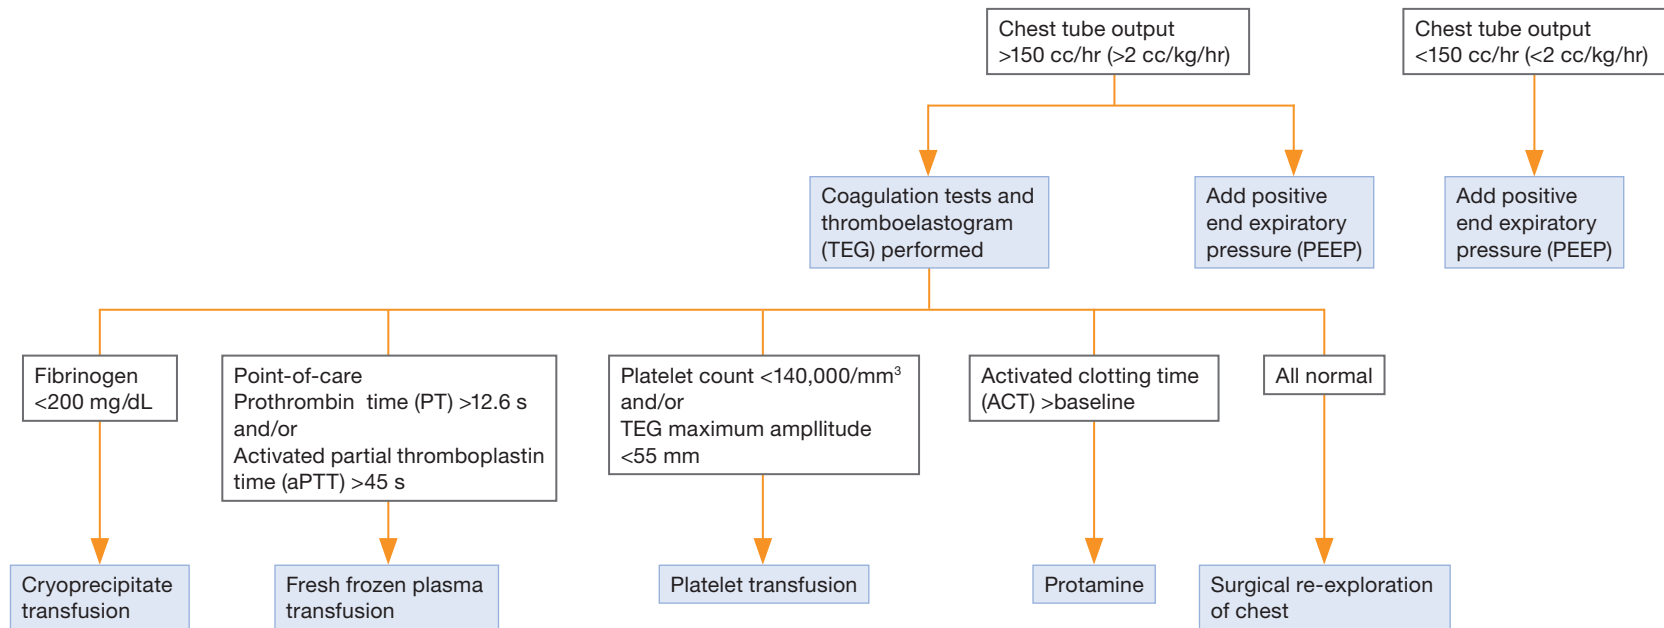 Chest tube output
>150 cc/hr (>2 cc/kg/hr)
Chest tube output
<150 cc/hr (<2 cc/kg/hr)
Coagulation tests and
thromboelastogram
(TEG) performed
Add positive
end expiratory
pressure (PEEP)
Add positive
end expiratory
pressure (PEEP)
Fibrinogen
<200 mg/dL
Point-of-care
Prothrombin time (PT) >12.6 s
and/or
Activated partial thromboplastin
time (aPTT) >45 s
Platelet count <140,000/mm³
and/or
TEG maximum ampllitude
<55 mm
Activated clotting time
(ACT) >baseline
All normal
Cryoprecipitate
transfusion
Fresh frozen plasma
transfusion
Platelet transfusion
Protamine
Surgical re-exploration
of chest